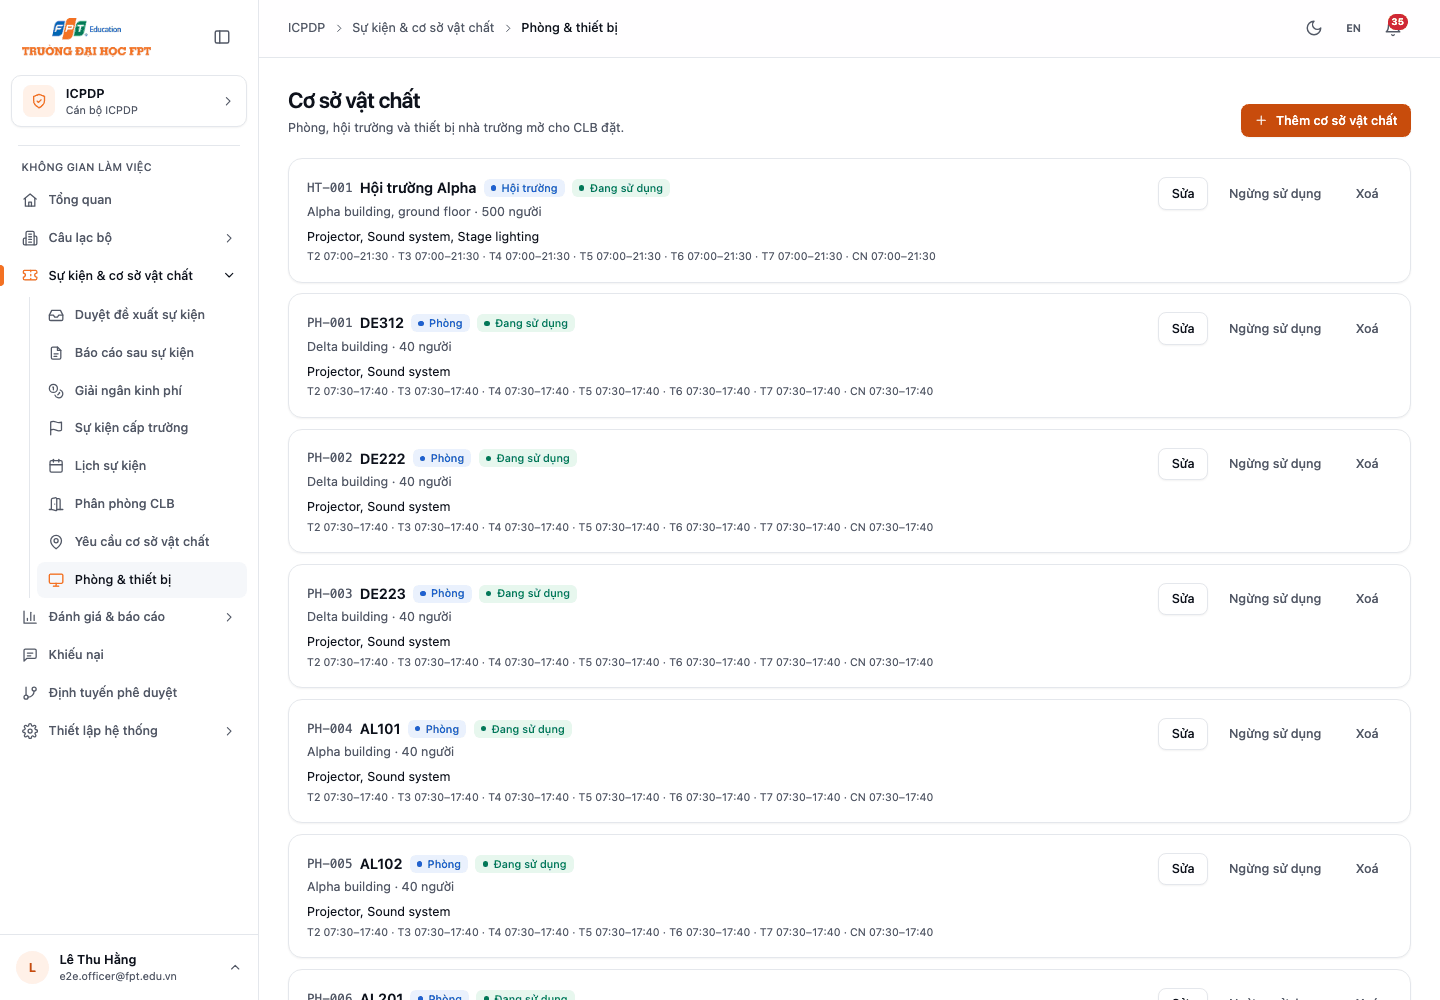 FPT Education
TRƯỜNG ĐẠI HỌC FPT
ICPDP
Cán bộ ICPDP
KHÔNG GIAN LÀM VIỆC
Tổng quan
Câu lạc bộ
Sự kiện & cơ sở vật chất
Duyệt đề xuất sự kiện
Báo cáo sau sự kiện
Giải ngân kinh phí
Sự kiện cấp trường
Lịch sự kiện
Phân phòng CLB
Yêu cầu cơ sở vật chất
Phòng & thiết bị
Đánh giá & báo cáo
Khiếu nại
Định tuyến phê duyệt
Thiết lập hệ thống
L
Lê Thu Hằng
e2e.officer@fpt.edu.vn
ICPDP > Sự kiện & cơ sở vật chất > Phòng & thiết bị
EN
35
Cơ sở vật chất
Phòng, hội trường và thiết bị nhà trường mở cho CLB đặt.
+ Thêm cơ sở vật chất
HT-001 Hội trường Alpha Hội trường Đang sử dụng
Sửa Ngừng sử dụng Xoá
Alpha building, ground floor · 500 người
Projector, Sound system, Stage lighting
T2 07:00–21:30 · T3 07:00–21:30 · T4 07:00–21:30 · T5 07:00–21:30 · T6 07:00–21:30 · T7 07:00–21:30 · CN 07:00–21:30
PH-001 DE312 Phòng Đang sử dụng
Sửa Ngừng sử dụng Xoá
Delta building · 40 người
Projector, Sound system
T2 07:30–17:40 · T3 07:30–17:40 · T4 07:30–17:40 · T5 07:30–17:40 · T6 07:30–17:40 · T7 07:30–17:40 · CN 07:30–17:40
PH-002 DE222 Phòng Đang sử dụng
Sửa Ngừng sử dụng Xoá
Delta building · 40 người
Projector, Sound system
T2 07:30–17:40 · T3 07:30–17:40 · T4 07:30–17:40 · T5 07:30–17:40 · T6 07:30–17:40 · T7 07:30–17:40 · CN 07:30–17:40
PH-003 DE223 Phòng Đang sử dụng
Sửa Ngừng sử dụng Xoá
Delta building · 40 người
Projector, Sound system
T2 07:30–17:40 · T3 07:30–17:40 · T4 07:30–17:40 · T5 07:30–17:40 · T6 07:30–17:40 · T7 07:30–17:40 · CN 07:30–17:40
PH-004 AL101 Phòng Đang sử dụng
Sửa Ngừng sử dụng Xoá
Alpha building · 40 người
Projector, Sound system
T2 07:30–17:40 · T3 07:30–17:40 · T4 07:30–17:40 · T5 07:30–17:40 · T6 07:30–17:40 · T7 07:30–17:40 · CN 07:30–17:40
PH-005 AL102 Phòng Đang sử dụng
Sửa Ngừng sử dụng Xoá
Alpha building · 40 người
Projector, Sound system
T2 07:30–17:40 · T3 07:30–17:40 · T4 07:30–17:40 · T5 07:30–17:40 · T6 07:30–17:40 · T7 07:30–17:40 · CN 07:30–17:40
PH-006 AL201 Phòng Đang sử dụng
Sửa Ngừng sử dụng Xoá